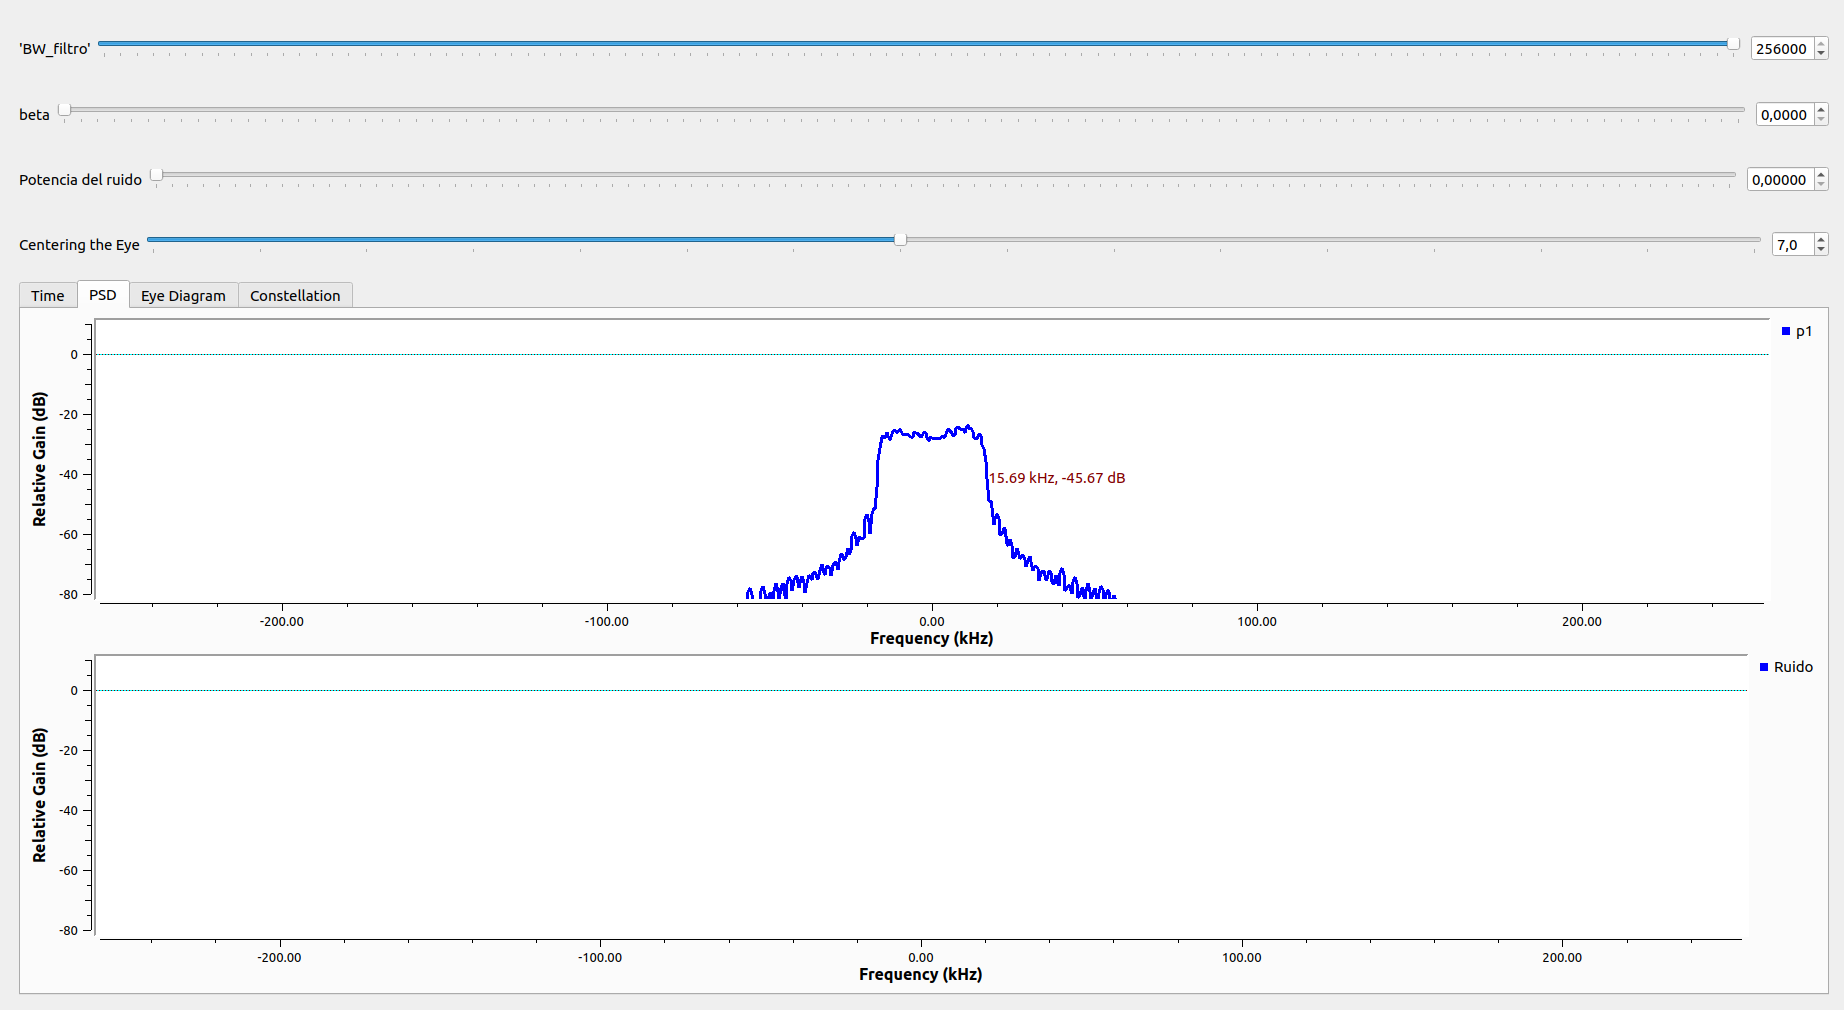 'BW_filtro' 256000
beta 0,0000
Potencia del ruido 0,00000
Centering the Eye 7,0
Time PSD Eye Diagram Constellation
p1
0
-20
-40
-60
-80
Relative Gain (dB)
15.69 kHz, -45.67 dB
-200.00 -100.00 0.00 100.00 200.00
Frequency (kHz)
Ruido
0
-20
-40
-60
-80
Relative Gain (dB)
-200.00 -100.00 0.00 100.00 200.00
Frequency (kHz)